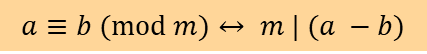 a ≡ b (mod m) ↔ m | (a − b)